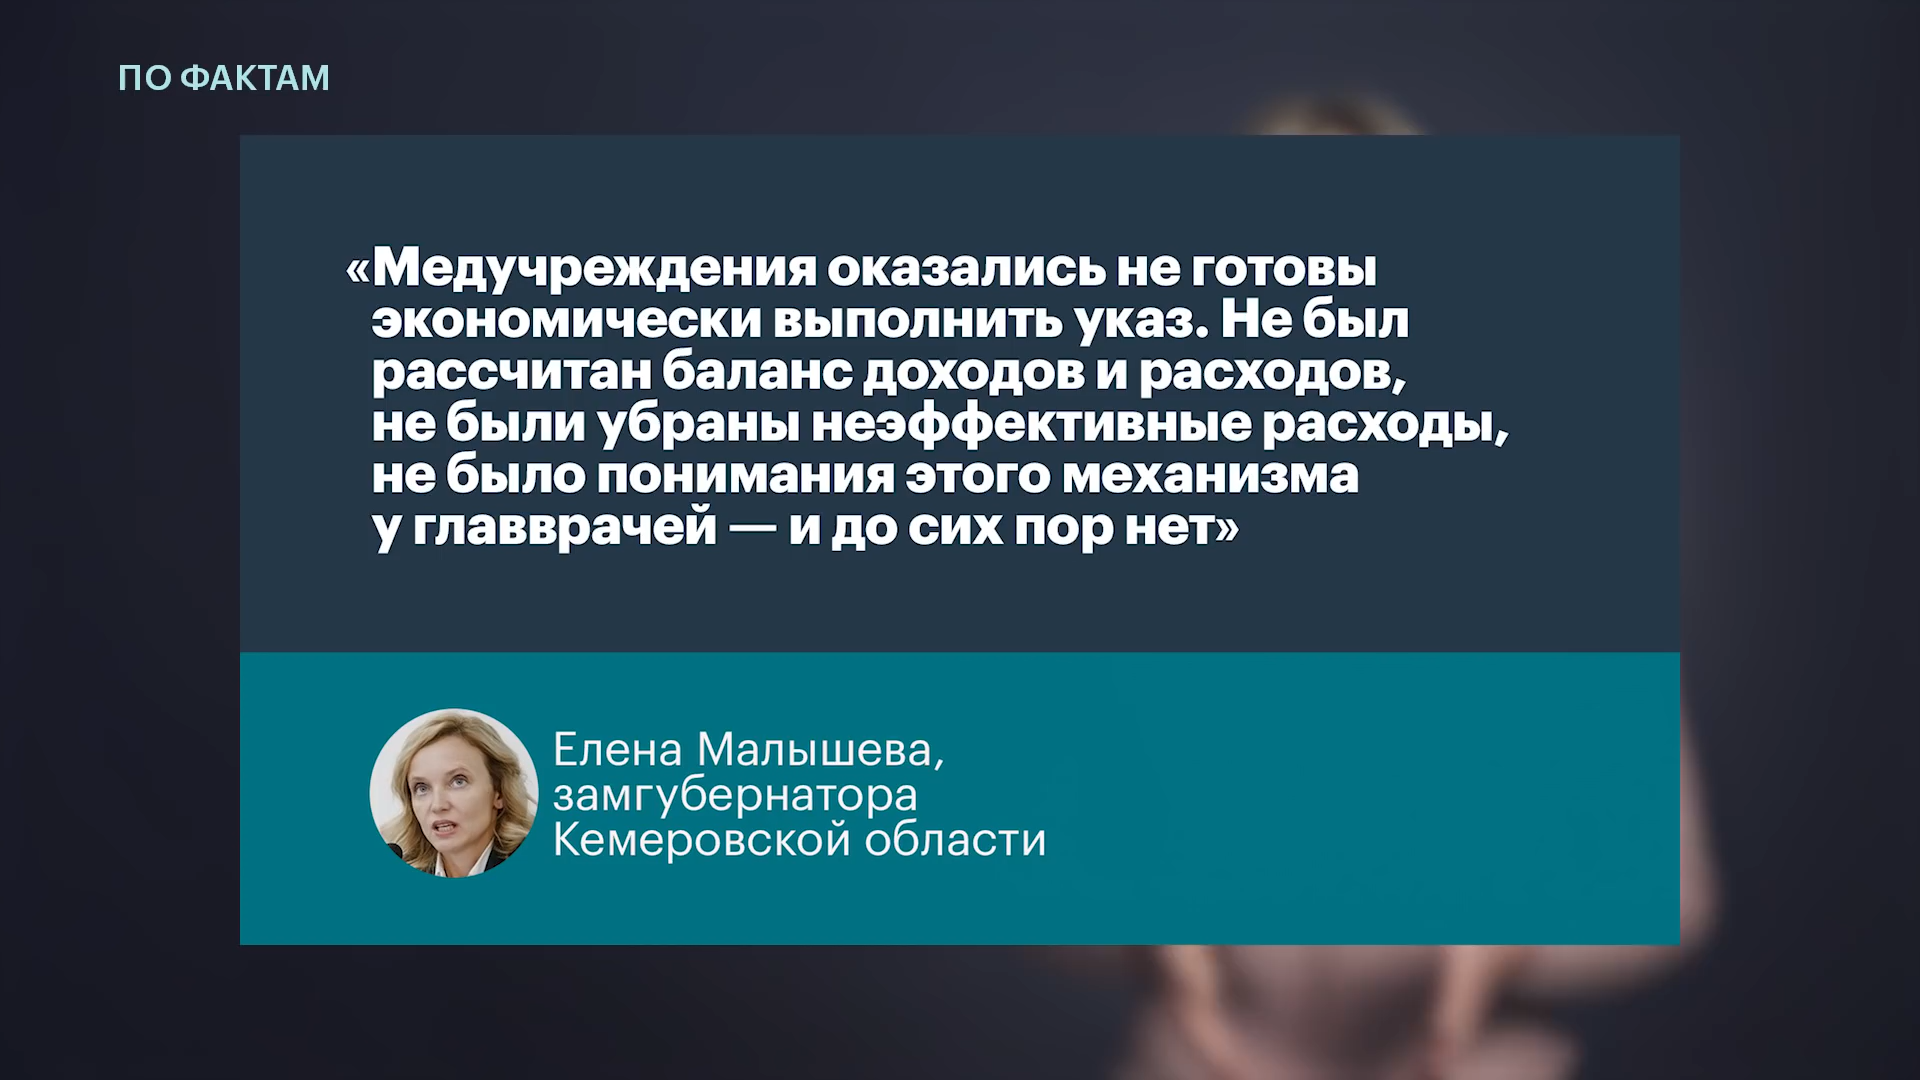 ПО ФАКТАМ
«Медучреждения оказались не готовы
экономически выполнить указ. Не был
рассчитан баланс доходов и расходов,
не были убраны неэффективные расходы,
не было понимания этого механизма
у главврачей — и до сих пор нет»
Елена Малышева,
замгубернатора
Кемеровской области